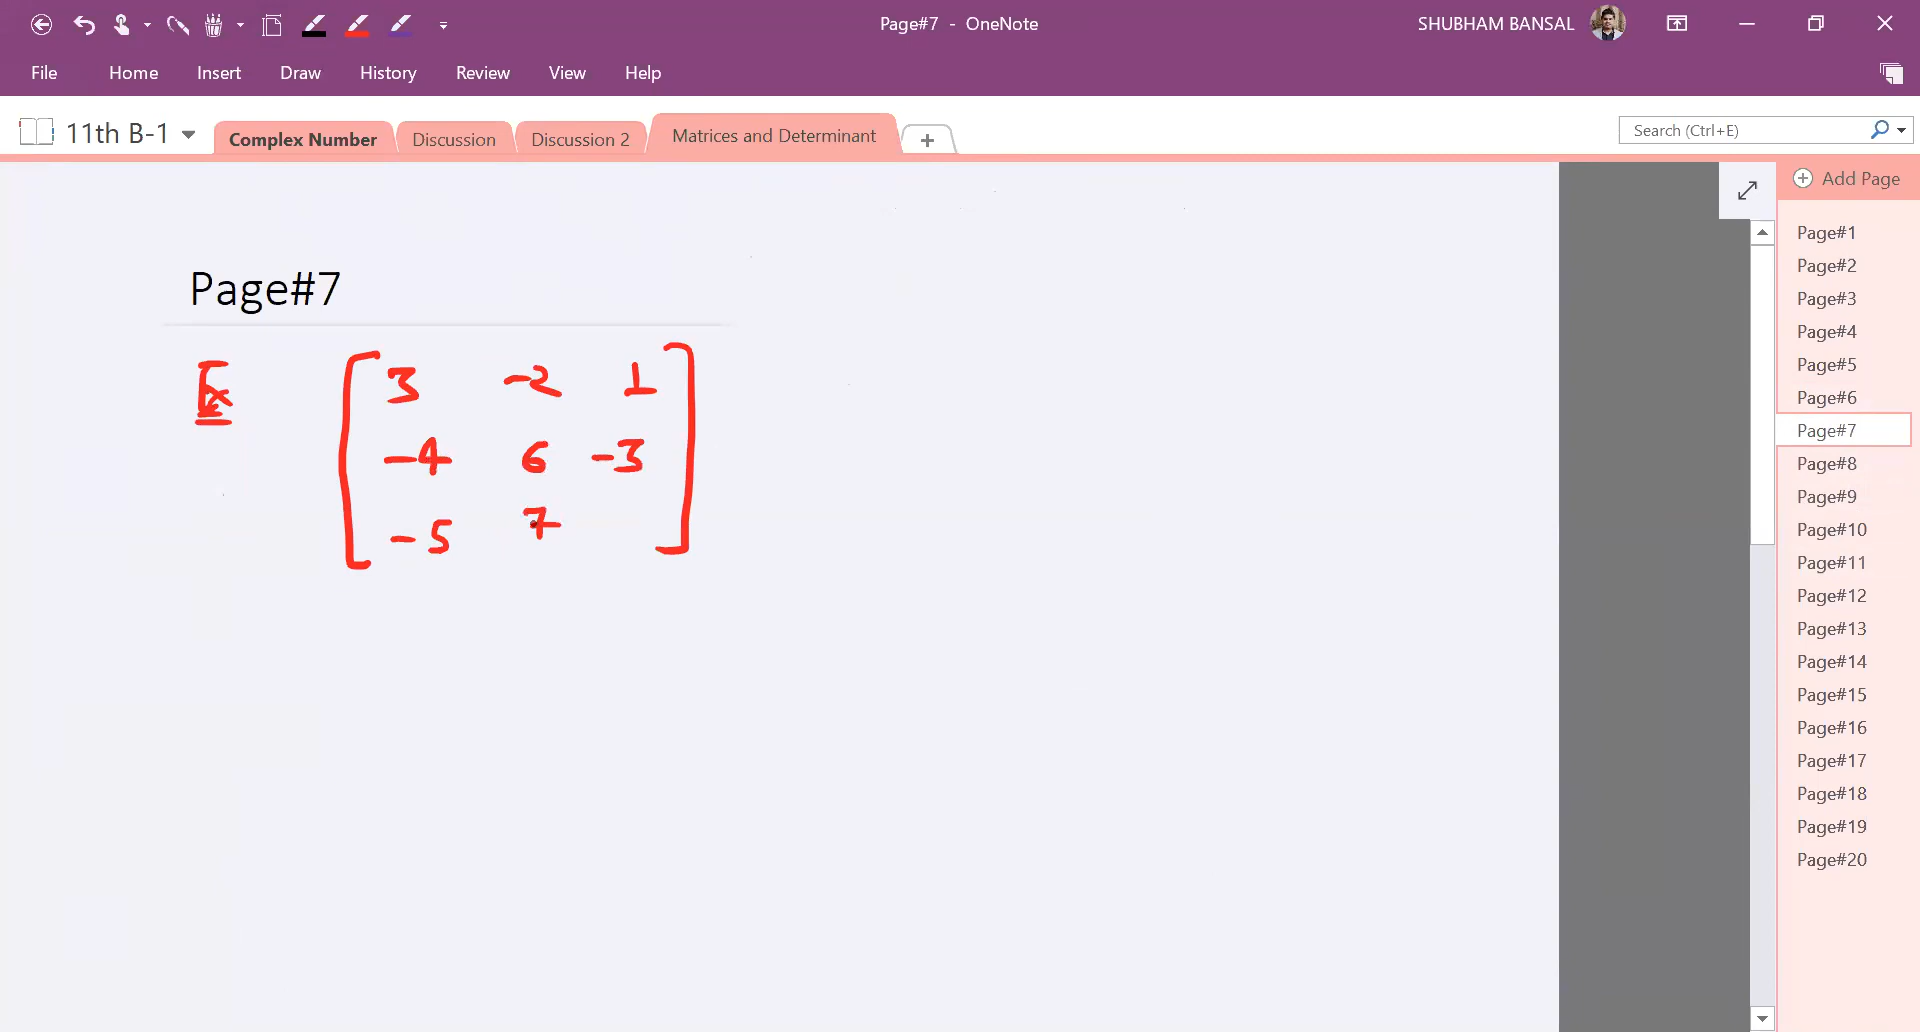 Page#7 - OneNote
SHUBHAM BANSAL
File Home Insert Draw History Review View Help
11th B-1
Complex Number Discussion Discussion 2 Matrices and Determinant
Search (Ctrl+E)
Add Page
Page#7
Ex
3 -2 1
-4 6 -3
-5 7
Page#1
Page#2
Page#3
Page#4
Page#5
Page#6
Page#7
Page#8
Page#9
Page#10
Page#11
Page#12
Page#13
Page#14
Page#15
Page#16
Page#17
Page#18
Page#19
Page#20